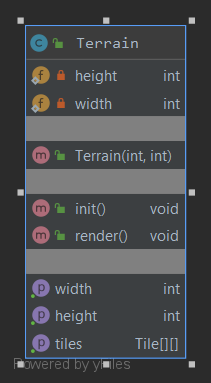 C Terrain
f height int
f width int
m Terrain(int, int)
m init() void
m render() void
p width int
p height int
p tiles Tile[][]
Powered by yFiles